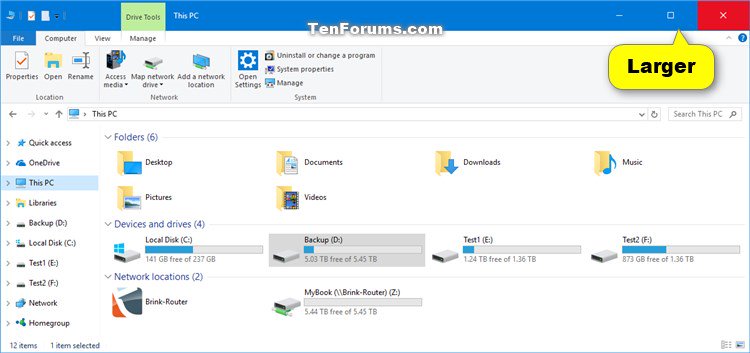 Drive Tools This PC
TenForums.com
File Computer View Manage
Larger
Properties Open Rename Access media Map network drive Add a network location Open Settings
Uninstall or change a program
System properties
Manage
Location Network System
This PC Search This PC
Quick access
OneDrive
This PC
Libraries
Backup (D:)
Local Disk (C:)
Test1 (E:)
Test2 (F:)
Network
Homegroup
Folders (6)
Desktop Documents Downloads Music
Pictures Videos
Devices and drives (4)
Local Disk (C:) Backup (D:) Test1 (E:) Test2 (F:)
141 GB free of 237 GB 5.03 TB free of 5.45 TB 1.24 TB free of 1.36 TB 873 GB free of 1.36 TB
Network locations (2)
Brink-Router MyBook (\\Brink-Router) (Z:)
5.44 TB free of 5.45 TB
12 items 1 item selected